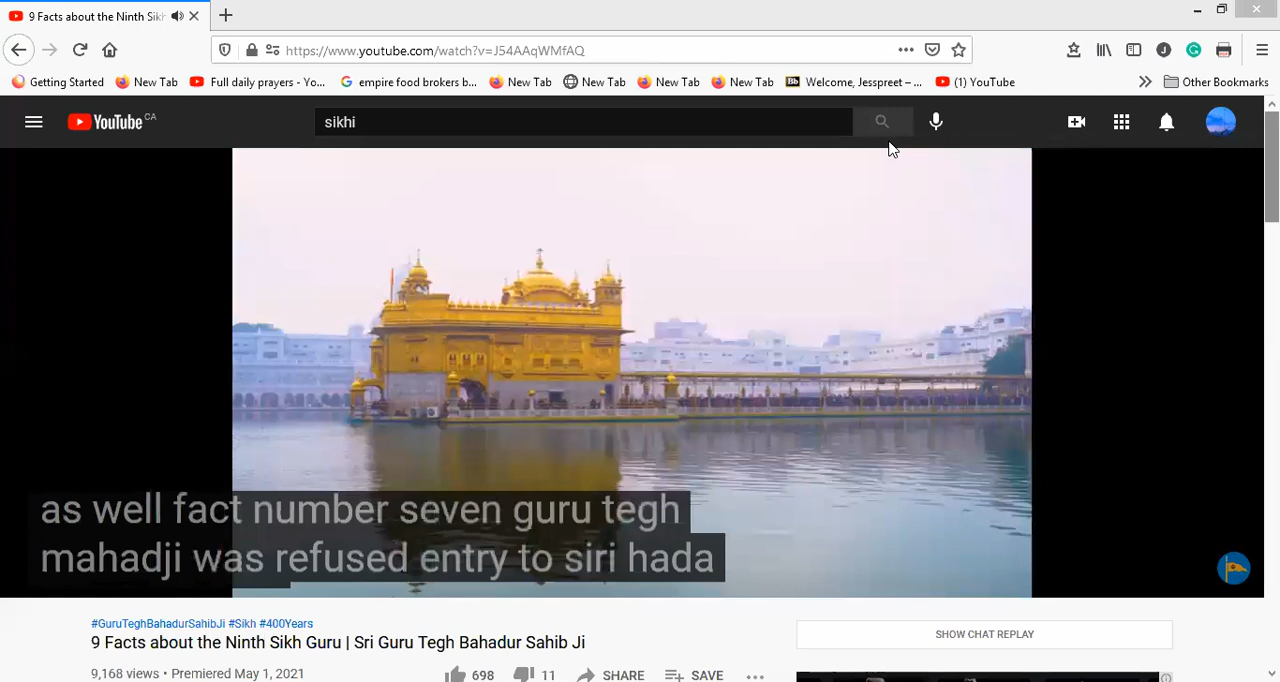 9 Facts about the Ninth Sikh
https://www.youtube.com/watch?v=J54AAqWMfAQ
Getting Started New Tab Full daily prayers - Yo... empire food brokers b... New Tab New Tab New Tab New Tab Bb Welcome, Jesspreet – ... (1) YouTube Other Bookmarks
YouTube CA sikhi
as well fact number seven guru tegh
mahadji was refused entry to siri hada
#GuruTeghBahadurSahibJi #Sikh #400Years
9 Facts about the Ninth Sikh Guru | Sri Guru Tegh Bahadur Sahib Ji
SHOW CHAT REPLAY
9,168 views • Premiered May 1, 2021 698 11 SHARE SAVE